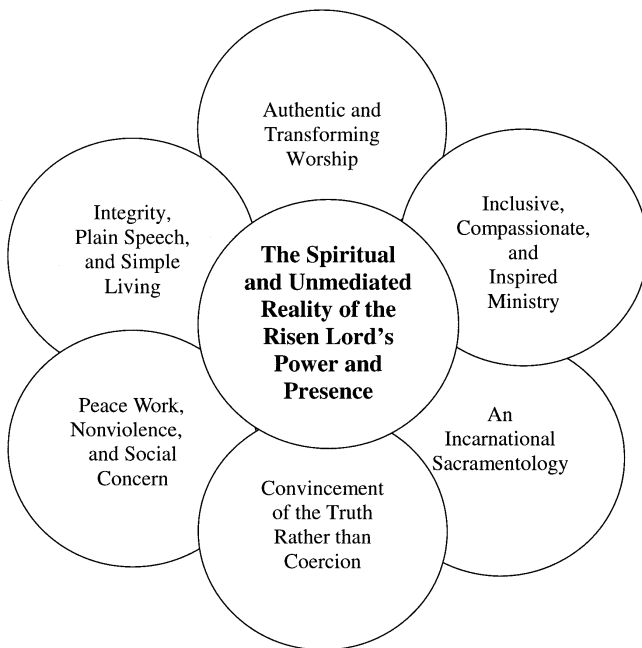 Authentic and
Transforming
Worship
Inclusive,
Compassionate,
and
Inspired
Ministry
An
Incarnational
Sacramentology
Convincement
of the Truth
Rather than
Coercion
Peace Work,
Nonviolence,
and Social
Concern
Integrity,
Plain Speech,
and Simple
Living
The Spiritual
and Unmediated
Reality of the
Risen Lord's
Power and
Presence